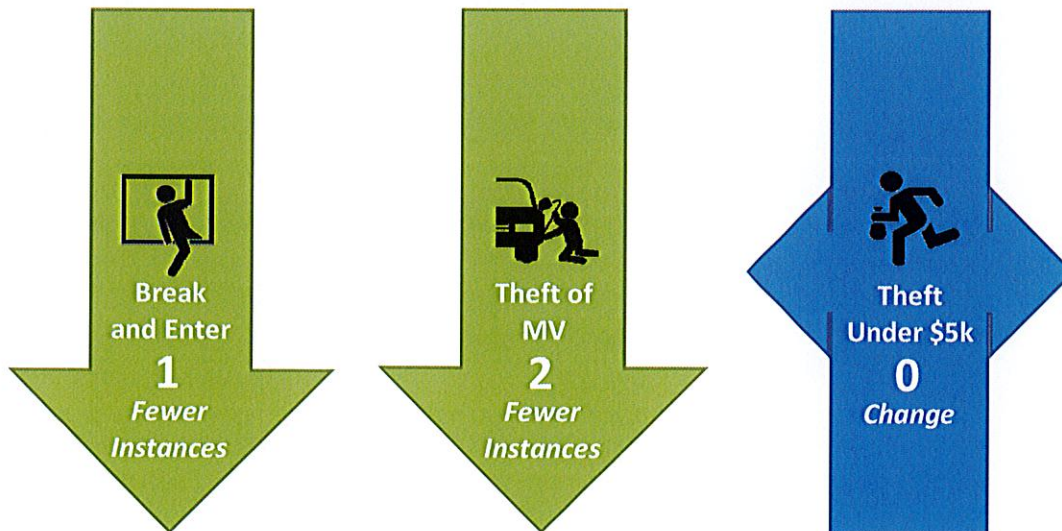 Break
and Enter
1
Fewer
Instances
Theft of
MV
2
Fewer
Instances
Theft
Under $5k
0
Change